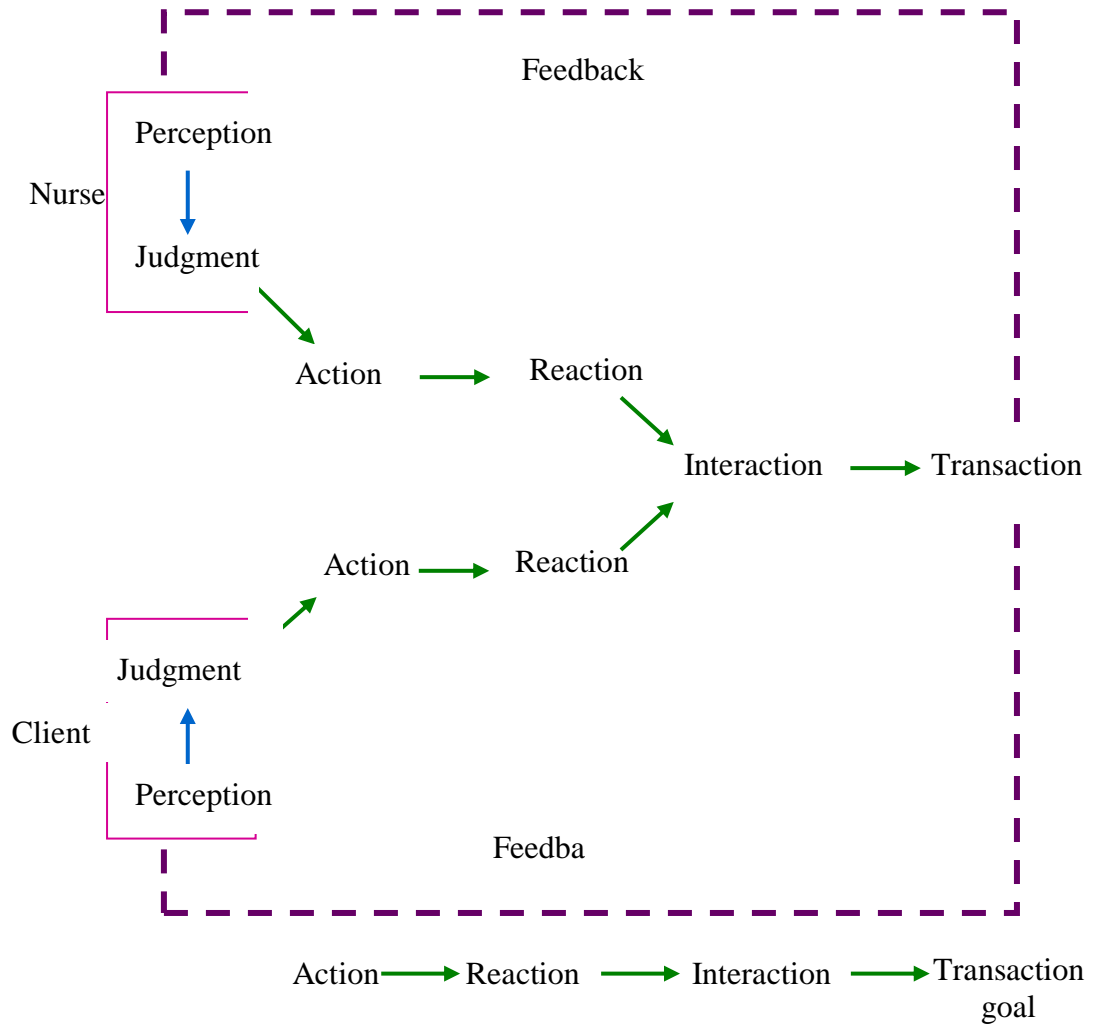 Feedback
Perception
Nurse
Judgment
Action
Reaction
Interaction
Transaction
Action
Reaction
Judgment
Client
Perception
Feedba
Action Reaction Interaction Transaction
goal